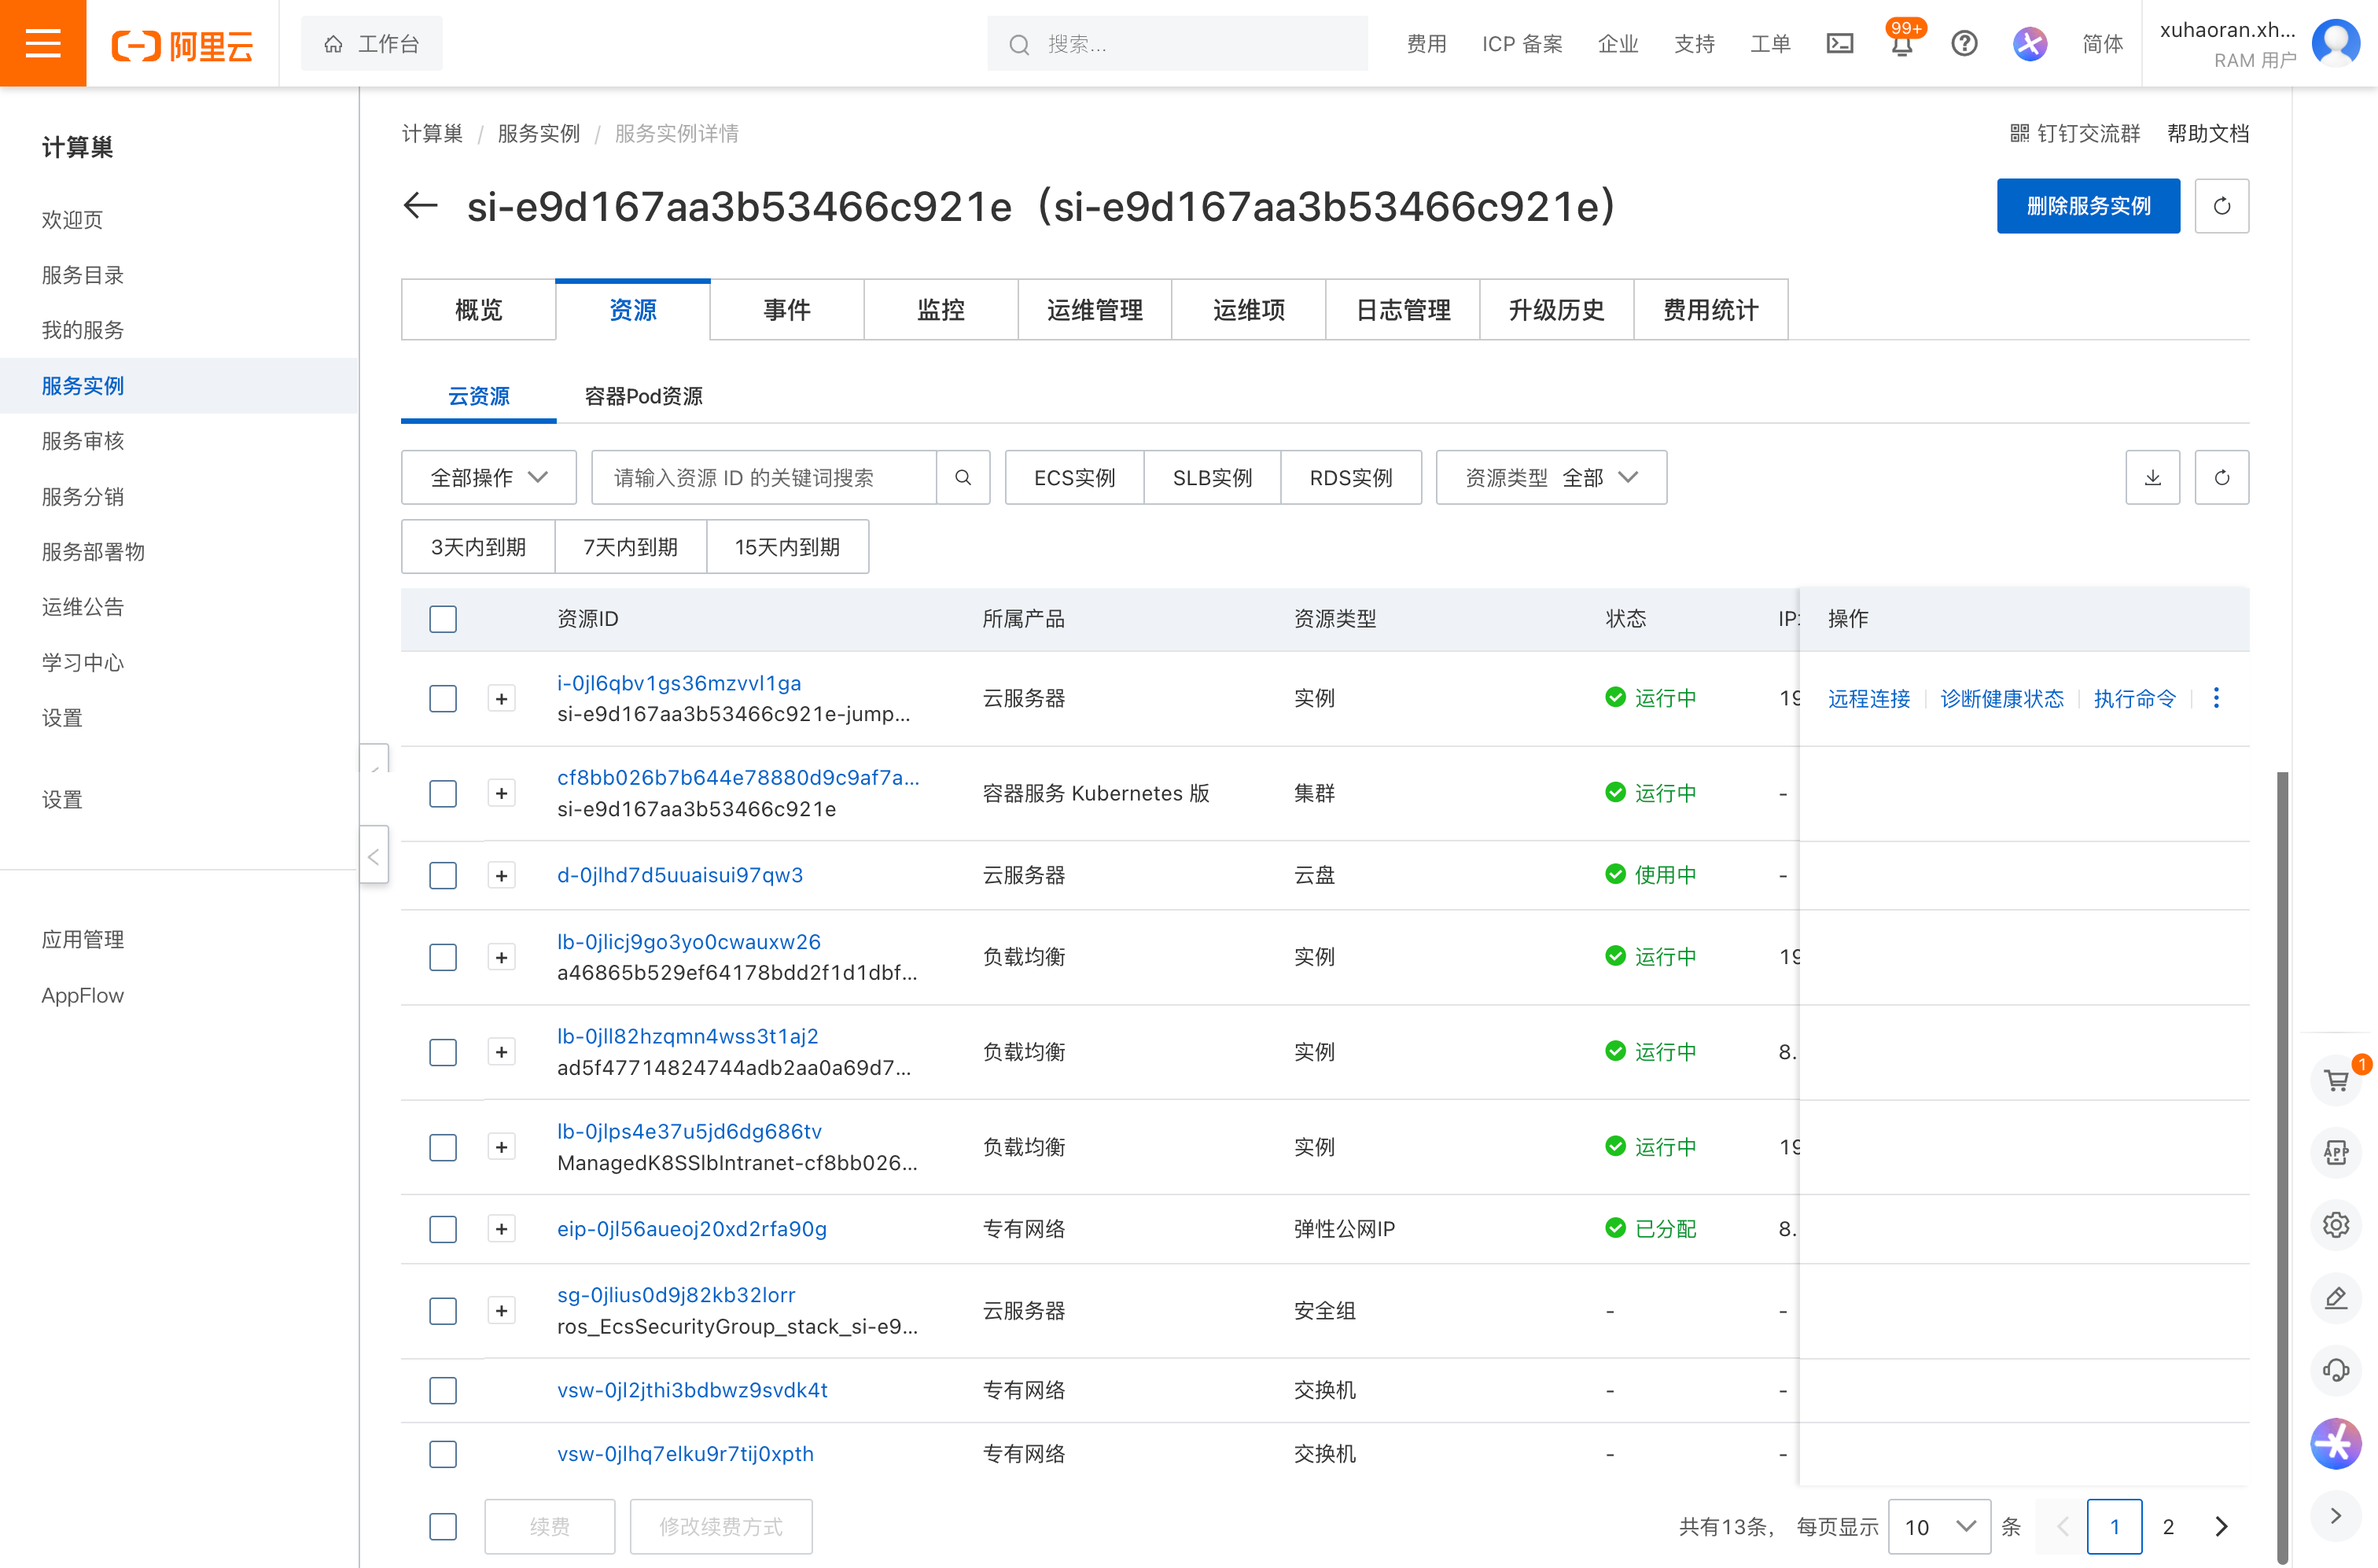 阿里云
工作台
搜索...
费用
ICP 备案
企业
支持
工单
99+
简体
xuhaoran.xh...
RAM 用户
计算巢
欢迎页
服务目录
我的服务
服务实例
服务审核
服务分销
服务部署物
运维公告
学习中心
设置
设置
应用管理
AppFlow
计算巢 / 服务实例 / 服务实例详情
钉钉交流群 帮助文档
si-e9d167aa3b53466c921e（si-e9d167aa3b53466c921e）
删除服务实例
概览 资源 事件 监控 运维管理 运维项 日志管理 升级历史 费用统计
云资源 容器Pod资源
全部操作 请输入资源 ID 的关键词搜索 ECS实例 SLB实例 RDS实例 资源类型 全部
3天内到期 7天内到期 15天内到期
资源ID 所属产品 资源类型 状态 IP 操作
i-0jl6qbv1gs36mzvvl1ga
si-e9d167aa3b53466c921e-jump...
云服务器 实例 运行中 19 远程连接 诊断健康状态 执行命令
cf8bb026b7b644e78880d9c9af7a...
si-e9d167aa3b53466c921e
容器服务 Kubernetes 版 集群 运行中 -
d-0jlhd7d5uuaisui97qw3 云服务器 云盘 使用中 -
lb-0jlicj9go3yo0cwauxw26
a46865b529ef64178bdd2f1d1dbf...
负载均衡 实例 运行中 19
lb-0jll82hzqmn4wss3t1aj2
ad5f47714824744adb2aa0a69d7...
负载均衡 实例 运行中 8.
lb-0jlps4e37u5jd6dg686tv
ManagedK8SSlbIntranet-cf8bb026...
负载均衡 实例 运行中 19
eip-0jl56aueoj20xd2rfa90g 专有网络 弹性公网IP 已分配 8.
sg-0jlius0d9j82kb32lorr
ros_EcsSecurityGroup_stack_si-e9...
云服务器 安全组 - -
vsw-0jl2jthi3bdbwz9svdk4t 专有网络 交换机 - -
vsw-0jlhq7elku9r7tij0xpth 专有网络 交换机 - -
续费 修改续费方式 共有13条， 每页显示 10 条 1 2
1
APP